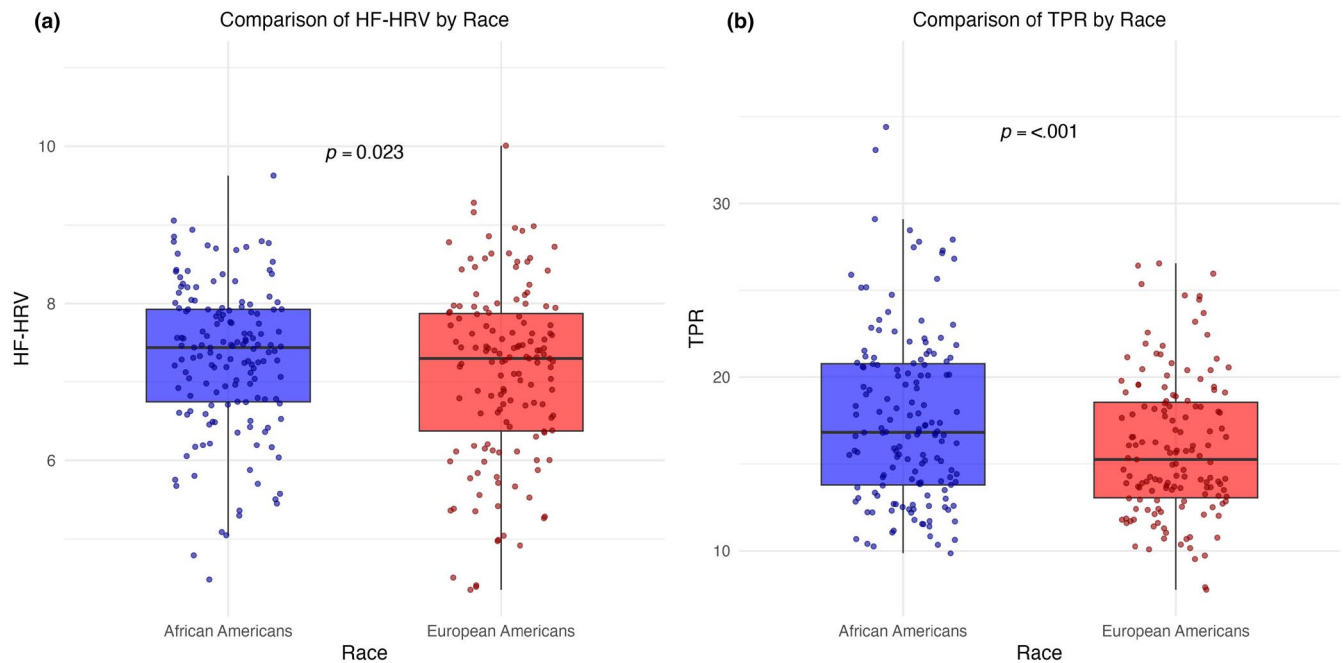 (a)
Comparison of HF-HRV by Race
HF-HRV
10
8
6
p = 0.023
African Americans
European Americans
Race
(b)
Comparison of TPR by Race
TPR
30
20
10
p = <.001
African Americans
European Americans
Race